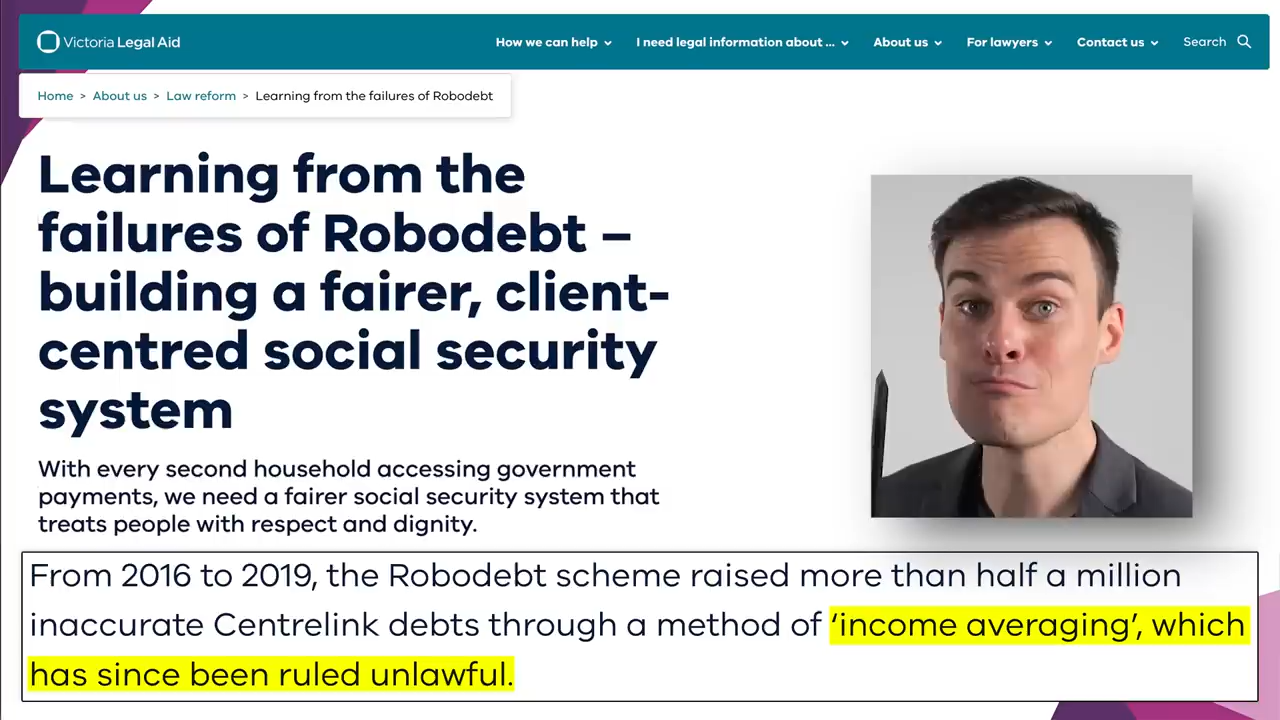 Victoria Legal Aid
How we can help
I need legal information about ...
About us
For lawyers
Contact us
Search
Home > About us > Law reform > Learning from the failures of Robodebt
Learning from the
failures of Robodebt –
building a fairer, client-
centred social security
system
With every second household accessing government
payments, we need a fairer social security system that
treats people with respect and dignity.
From 2016 to 2019, the Robodebt scheme raised more than half a million
inaccurate Centrelink debts through a method of ‘income averaging’, which
has since been ruled unlawful.